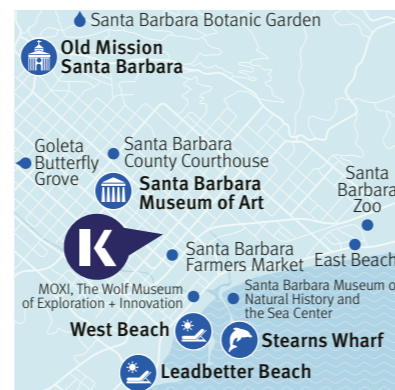 Santa Barbara Botanic Garden
Old Mission
Santa Barbara
Goleta
Butterfly
Grove
Santa Barbara
County Courthouse
Santa Barbara
Museum of Art
Santa
Barbara
Zoo
K
Santa Barbara
Farmers Market
East Beach
MOXI, The Wolf Museum
of Exploration + Innovation
Santa Barbara Museum o
Natural History and
the Sea Center
West Beach
Stearns Wharf
Leadbetter Beach